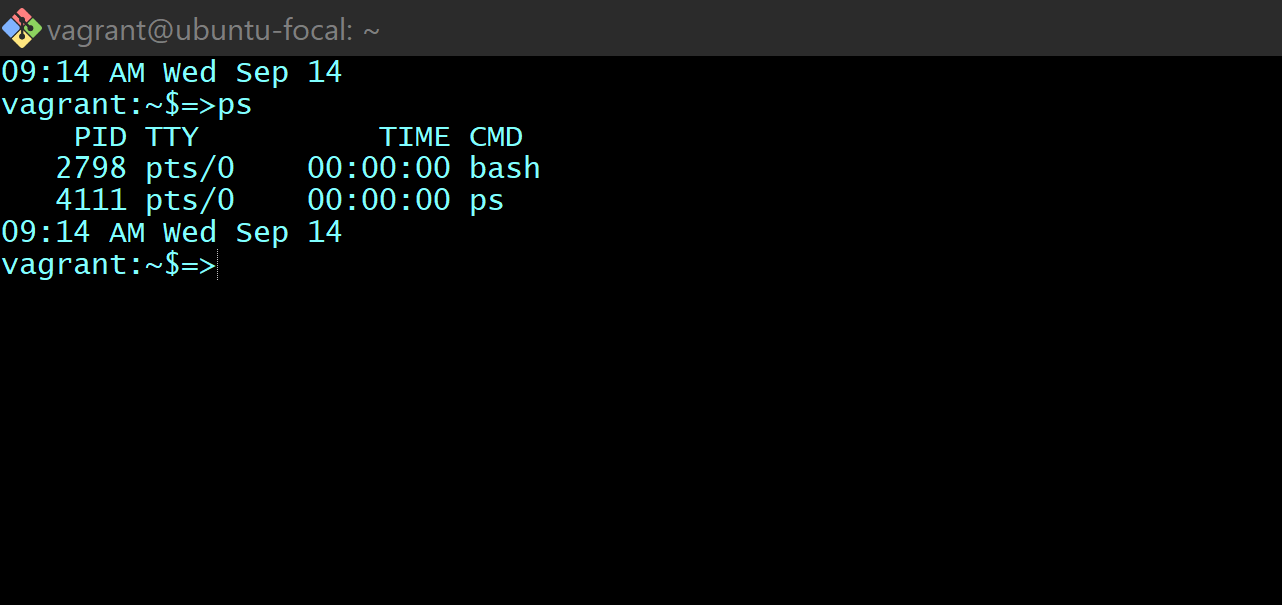 vagrant@ubuntu-focal: ~
09:14 AM Wed Sep 14
vagrant:~$=>ps
    PID TTY          TIME CMD
   2798 pts/0    00:00:00 bash
   4111 pts/0    00:00:00 ps
09:14 AM Wed Sep 14
vagrant:~$=>